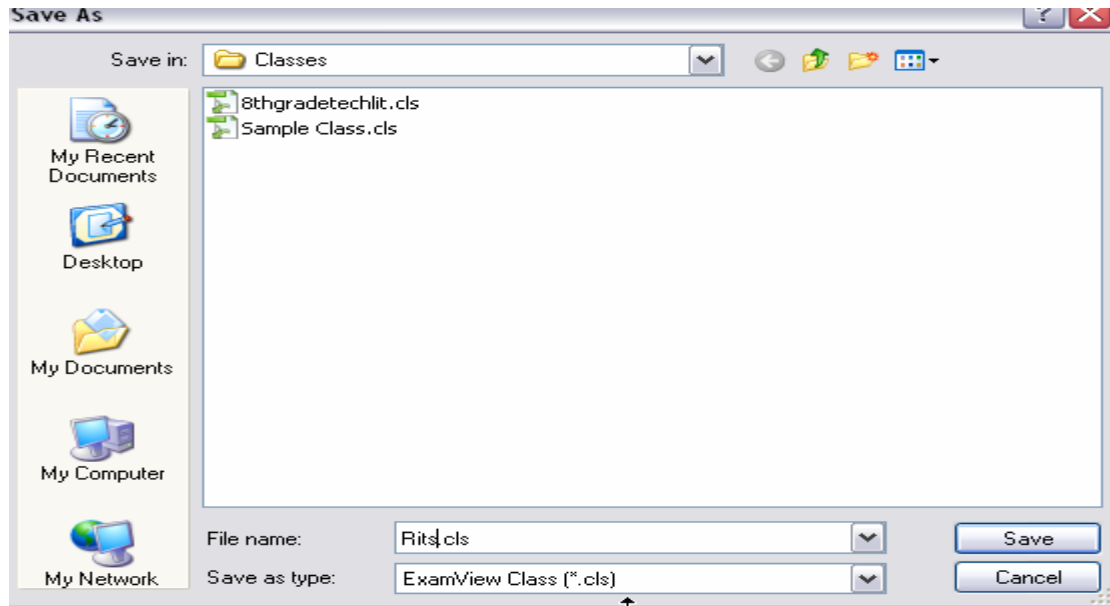 Save As
Save in: Classes
8thgradetechlit.cls
Sample Class.cls
My Recent
Documents
Desktop
My Documents
My Computer
My Network
File name: Rits.cls Save
Save as type: ExamView Class (*.cls) Cancel